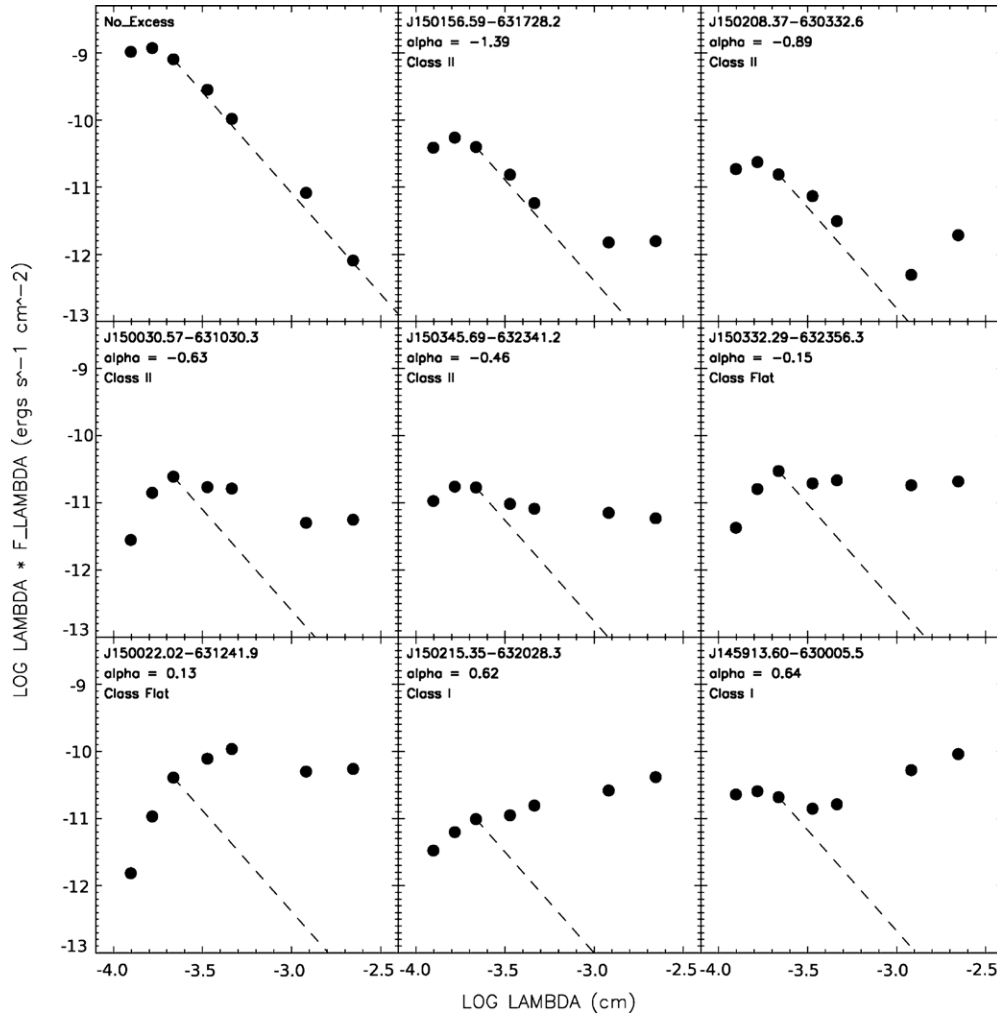 No_Excess
J150156.59-631728.2
alpha = -1.39
Class II
J150208.37-630332.6
alpha = -0.89
Class II
-9
-10
-11
-12
-13
J150030.57-631030.3
alpha = -0.63
Class II
J150345.69-632341.2
alpha = -0.46
Class II
J150332.29-632356.3
alpha = -0.15
Class Flat
-9
-10
-11
-12
-13
J150022.02-631241.9
alpha = 0.13
Class Flat
J150215.35-632028.3
alpha = 0.62
Class I
J145913.60-630005.5
alpha = 0.64
Class I
-9
-10
-11
-12
-13
-4.0 -3.5 -3.0 -2.5 -4.0 -3.5 -3.0 -2.5 -4.0 -3.5 -3.0 -2.5
LOG LAMBDA (cm)
LOG LAMBDA * F_LAMBDA (ergs s^-1 cm^-2)